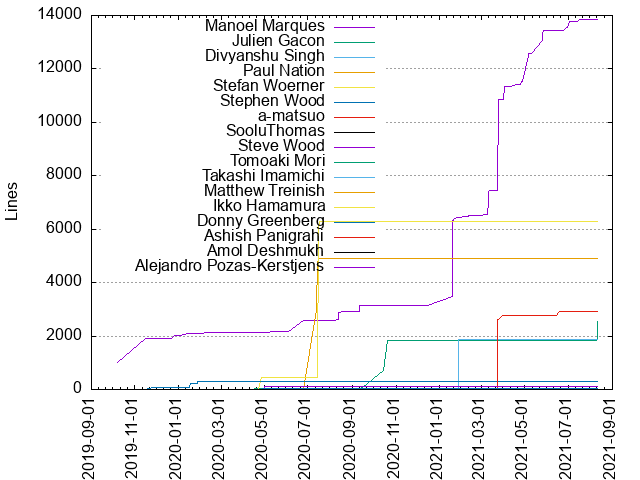 14000
12000
10000
8000
6000
4000
2000
0
Lines
Manoel Marques
Julien Gacon
Divyanshu Singh
Paul Nation
Stefan Woerner
Stephen Wood
a-matsuo
SooluThomas
Steve Wood
Tomoaki Mori
Takashi Imamichi
Matthew Treinish
Ikko Hamamura
Donny Greenberg
Ashish Panigrahi
Amol Deshmukh
Alejandro Pozas-Kerstjens
2019-09-01
2019-11-01
2020-01-01
2020-03-01
2020-05-01
2020-07-01
2020-09-01
2020-11-01
2021-01-01
2021-03-01
2021-05-01
2021-07-01
2021-09-01